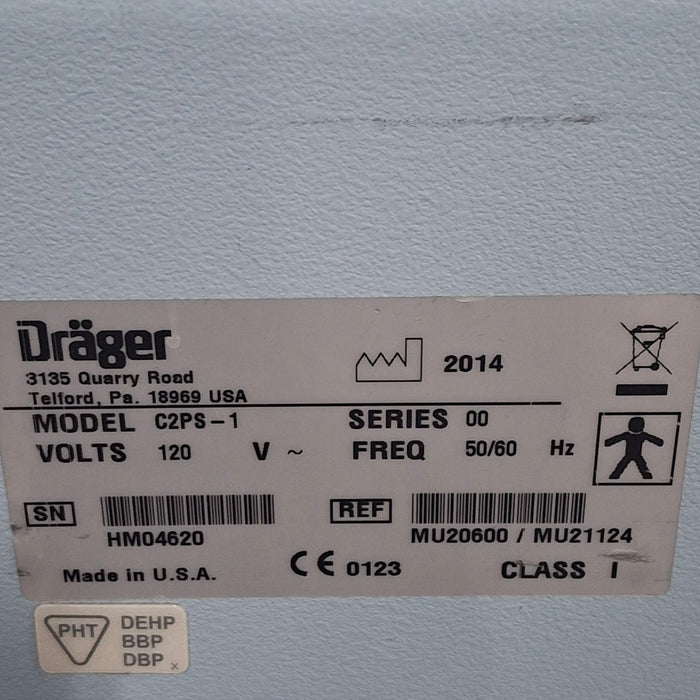 Dräger
3135 Quarry Road
Telford, Pa. 18969 USA
2014
MODEL C2PS-1 SERIES 00
VOLTS 120 V ~ FREQ 50/60 Hz
SN HM04620
REF MU20600 / MU21124
Made in U.S.A. CE 0123 CLASS I
PHT DEHP
BBP
DBP x